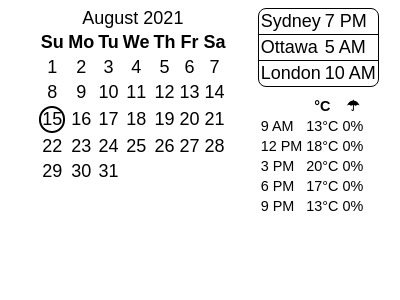 August 2021
Su Mo Tu We Th Fr Sa
1 2 3 4 5 6 7
8 9 10 11 12 13 14
15 16 17 18 19 20 21
22 23 24 25 26 27 28
29 30 31
Sydney 7 PM
Ottawa 5 AM
London 10 AM
°C ☂
9 AM 13°C 0%
12 PM 18°C 0%
3 PM 20°C 0%
6 PM 17°C 0%
9 PM 13°C 0%